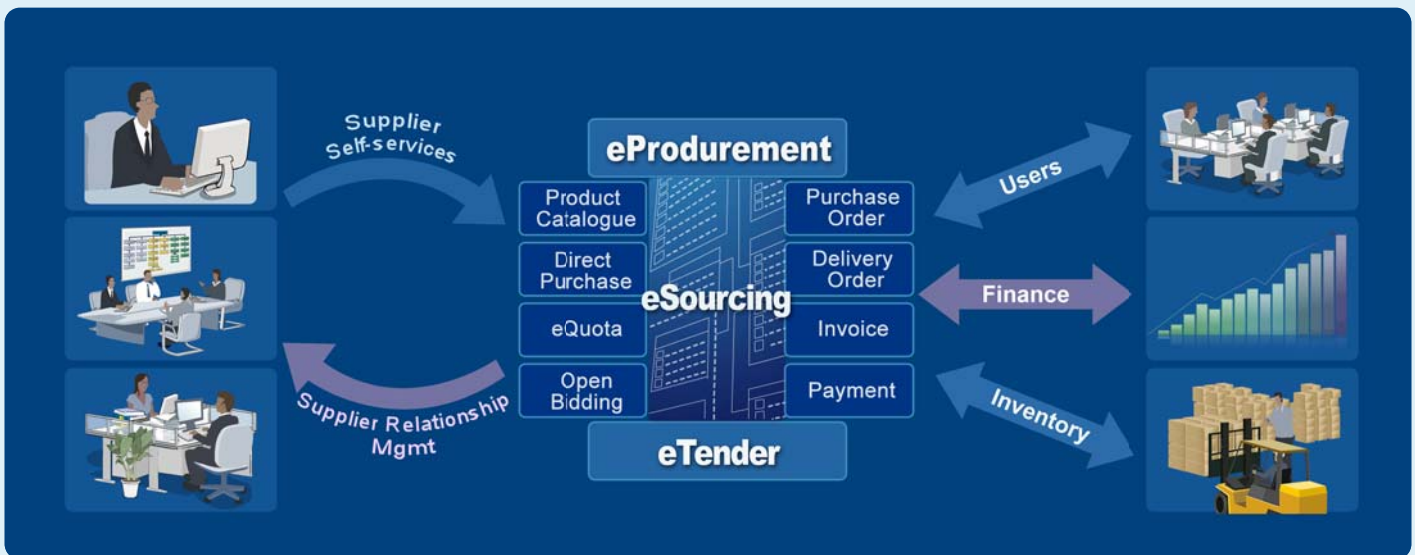 Supplier
Self-services
eProdurement
Product
Catalogue
Direct
Purchase
eQuota
Open
Bidding
eSourcing
Purchase
Order
Delivery
Order
Invoice
Payment
eTender
Supplier Relationship
Mgmt
Users
Finance
Inventory